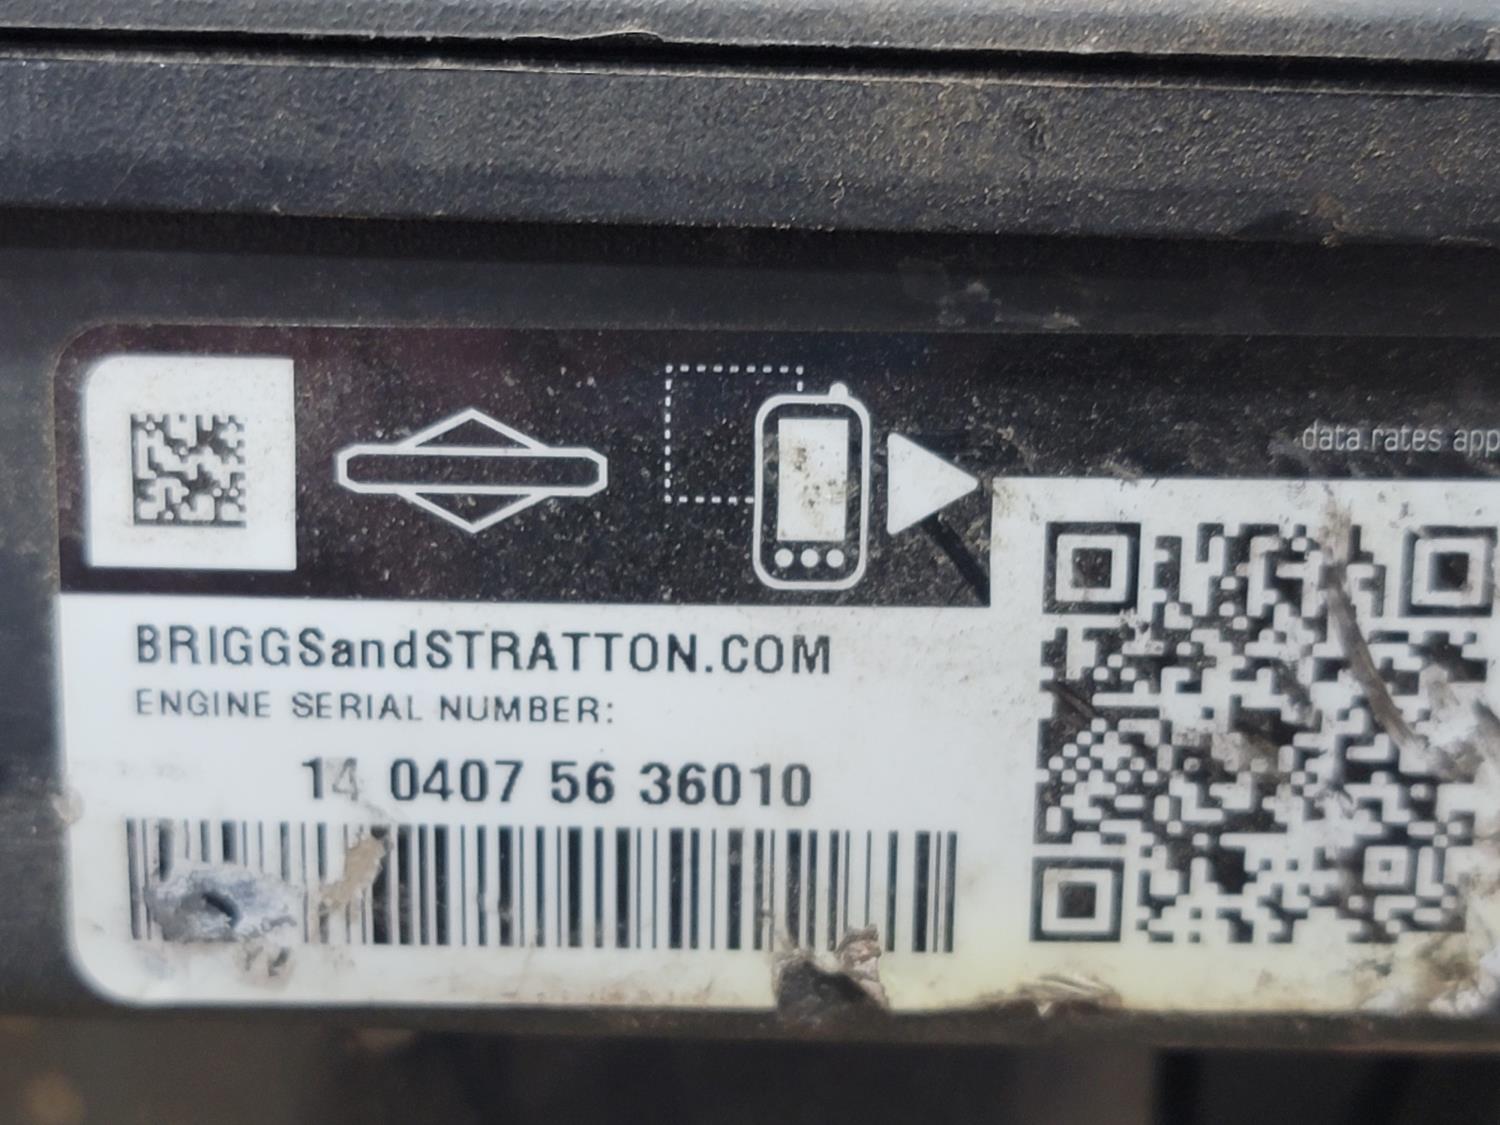 data rates app
BRIGGSandSTRATTON.COM
ENGINE SERIAL NUMBER:
14 0407 56 36010